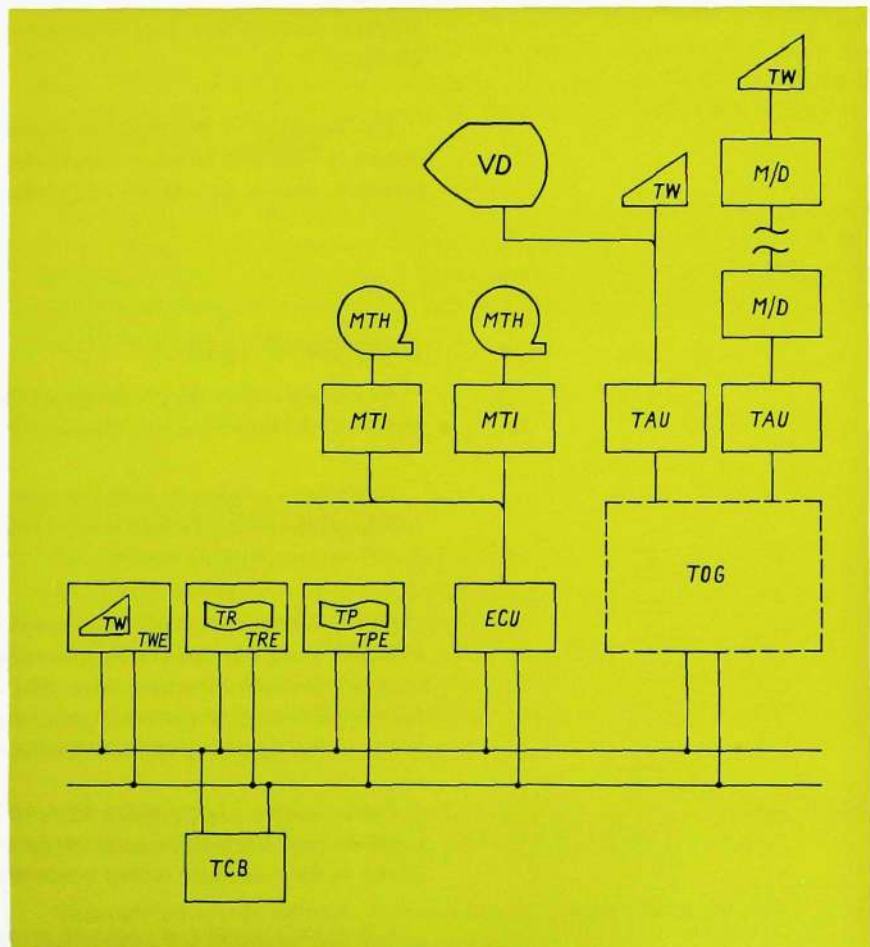 TW
M/D
VD
TW
M/D
MTH MTH
MTI MTI TAU TAU
TOG
TW TWE TR TRE TP TPE ECU
TCB